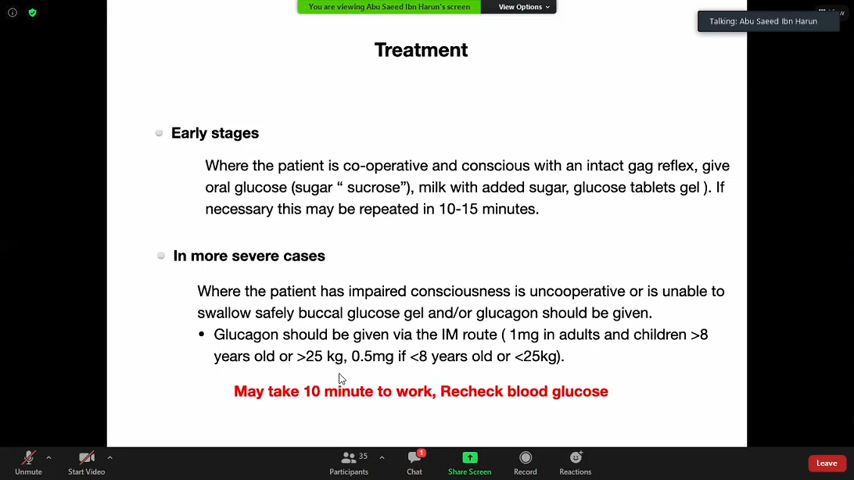 You are viewing Abu Saeed Ibn Harun's screen
View Options
Talking: Abu Saeed Ibn Harun
Treatment
Early stages
Where the patient is co-operative and conscious with an intact gag reflex, give
oral glucose (sugar “ sucrose”), milk with added sugar, glucose tablets gel ). If
necessary this may be repeated in 10-15 minutes.
In more severe cases
Where the patient has impaired consciousness is uncooperative or is unable to
swallow safely buccal glucose gel and/or glucagon should be given.
• Glucagon should be given via the IM route ( 1mg in adults and children >8
years old or >25 kg, 0.5mg if <8 years old or <25kg).
May take 10 minute to work, Recheck blood glucose
Unmute
Start Video
35
Participants
1
Chat
Share Screen
Record
Reactions
Leave